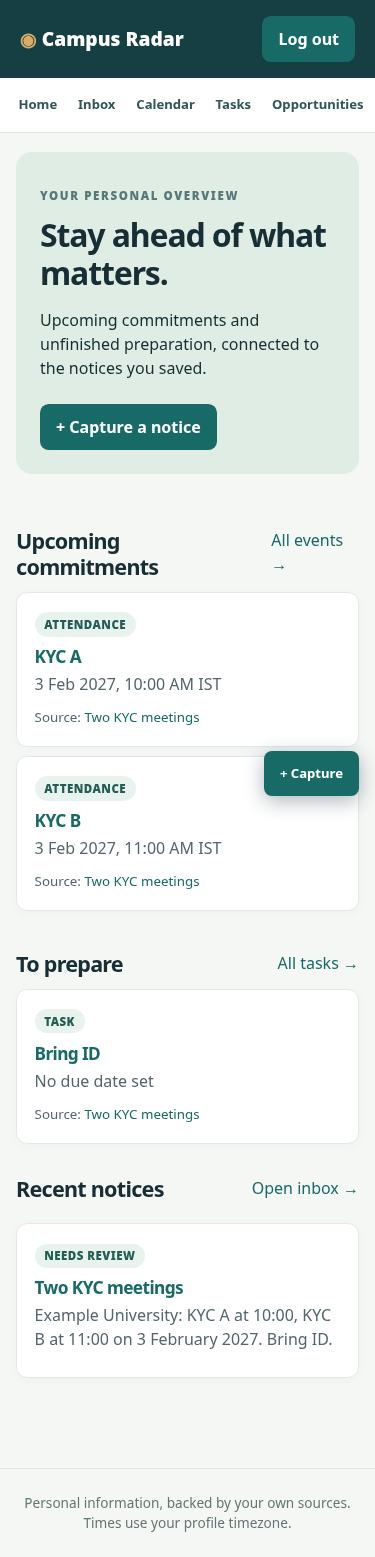 ◉ Campus Radar
Log out
Home Inbox Calendar Tasks Opportunities
YOUR PERSONAL OVERVIEW
Stay ahead of what
matters.
Upcoming commitments and
unfinished preparation, connected to
the notices you saved.
+ Capture a notice
Upcoming
commitments
All events
→
ATTENDANCE
KYC A
3 Feb 2027, 10:00 AM IST
Source: Two KYC meetings
+ Capture
ATTENDANCE
KYC B
3 Feb 2027, 11:00 AM IST
Source: Two KYC meetings
To prepare
All tasks →
TASK
Bring ID
No due date set
Source: Two KYC meetings
Recent notices
Open inbox →
NEEDS REVIEW
Two KYC meetings
Example University: KYC A at 10:00, KYC
B at 11:00 on 3 February 2027. Bring ID.
Personal information, backed by your own sources.
Times use your profile timezone.